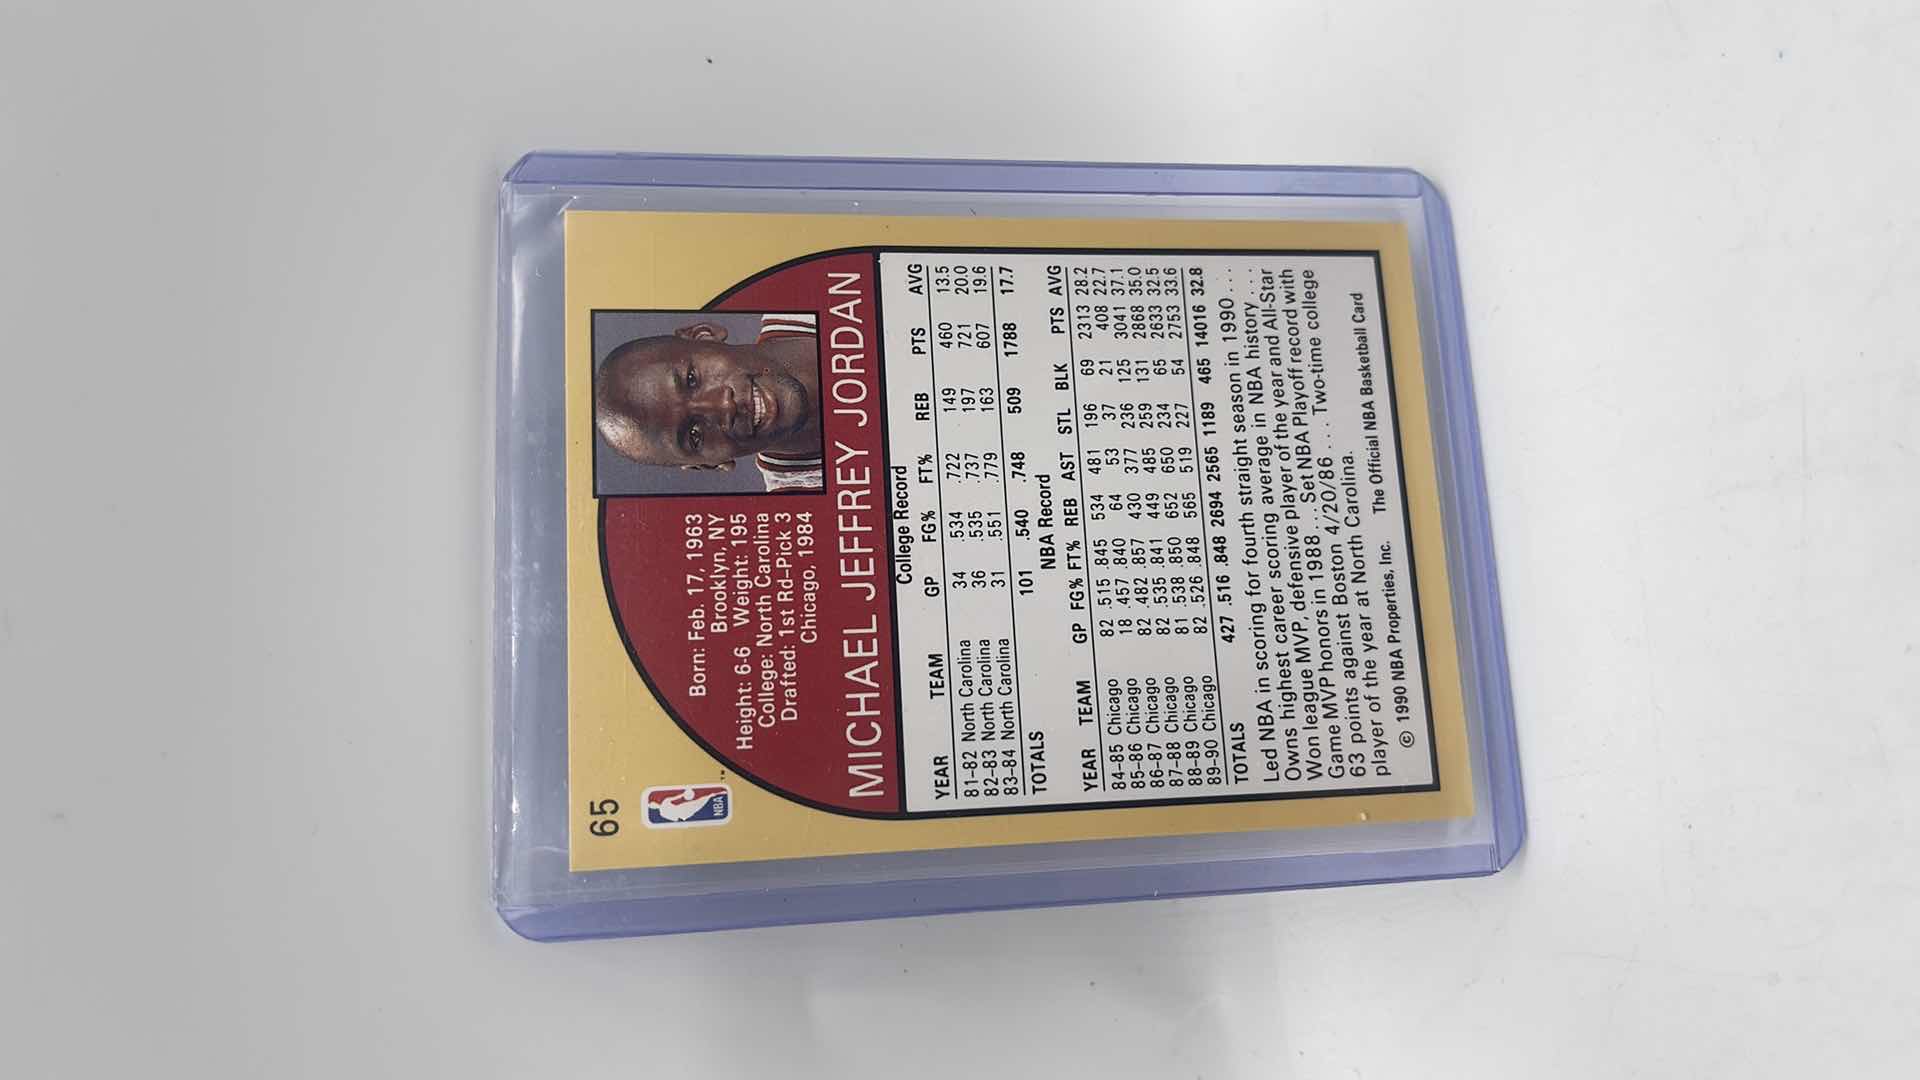 65
NBA
TM
Born: Feb. 17, 1963
Brooklyn, NY
Height: 6-6 Weight: 195
College: North Carolina
Drafted: 1st Rd-Pick 3
Chicago, 1984
MICHAEL JEFFREY JORDAN
College Record
YEAR TEAM GP FG% FT% REB PTS AVG
81-82 North Carolina 34 .534 .722 149 460 13.5
82-83 North Carolina 36 .535 .737 197 721 20.0
83-84 North Carolina 31 .551 .779 163 607 19.6
TOTALS 101 .540 .748 509 1788 17.7
NBA Record
YEAR TEAM GP FG% FT% REB AST STL BLK PTS AVG
84-85 Chicago 82 .515 .845 534 481 196 69 2313 28.2
85-86 Chicago 18 .457 .840 64 53 37 21 408 22.7
86-87 Chicago 82 .482 .857 430 377 236 125 3041 37.1
87-88 Chicago 82 .535 .841 449 485 259 131 2868 35.0
88-89 Chicago 81 .538 .850 652 650 234 65 2633 32.5
89-90 Chicago 82 .526 .848 565 519 227 54 2753 33.6
TOTALS 427 .516 .848 2694 2565 1189 465 14016 32.8
Led NBA in scoring for fourth straight season in 1990 . . .
Owns highest career scoring average in NBA history . . .
Won league MVP, defensive player of the year and All-Star
Game MVP honors in 1988 . . . Set NBA Playoff record with
63 points against Boston 4/20/86 . . . Two-time college
player of the year at North Carolina.
© 1990 NBA Properties, Inc. The Official NBA Basketball Card